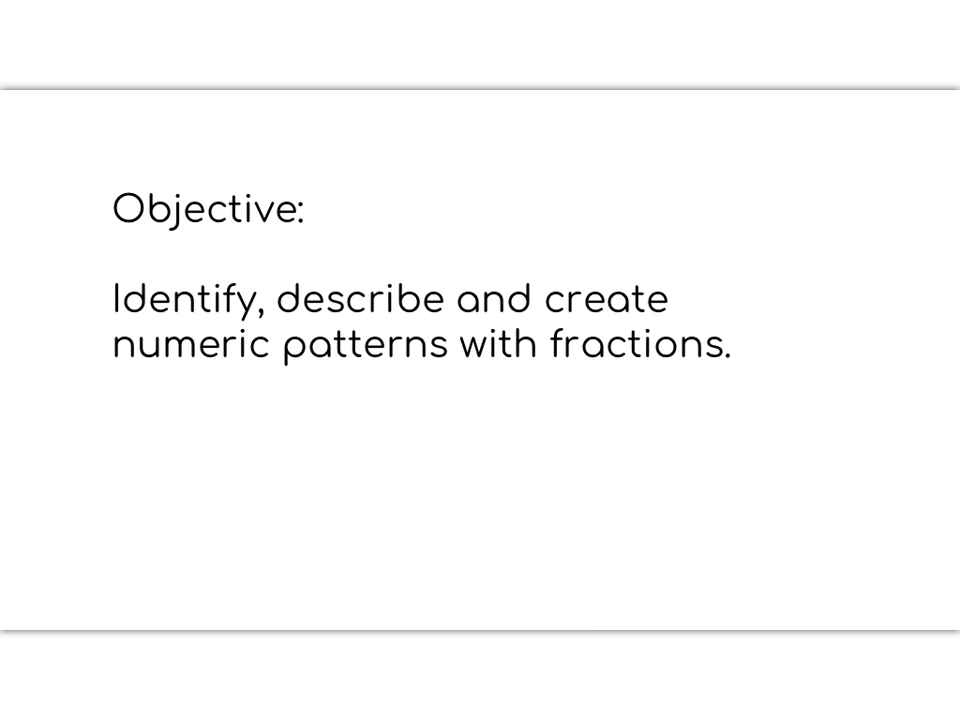 Objective:
Identify, describe and create
numeric patterns with fractions.